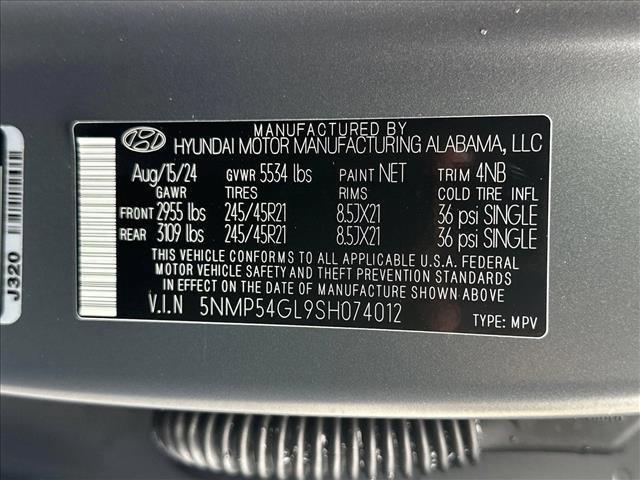 MANUFACTURED BY
HYUNDAI MOTOR MANUFACTURING ALABAMA, LLC
Aug/15/24 GVWR 5534 lbs PAINT NET TRIM 4NB
GAWR TIRES RIMS COLD TIRE INFL
FRONT 2955 lbs 245/45R21 8.5JX21 36 psi SINGLE
REAR 3109 lbs 245/45R21 8.5JX21 36 psi SINGLE
THIS VEHICLE CONFORMS TO ALL APPLICABLE U.S.A. FEDERAL
MOTOR VEHICLE SAFETY AND THEFT PREVENTION STANDARDS
IN EFFECT ON THE DATE OF MANUFACTURE SHOWN ABOVE.
V.I.N 5NMP54GL9SH074012 TYPE: MPV
J320